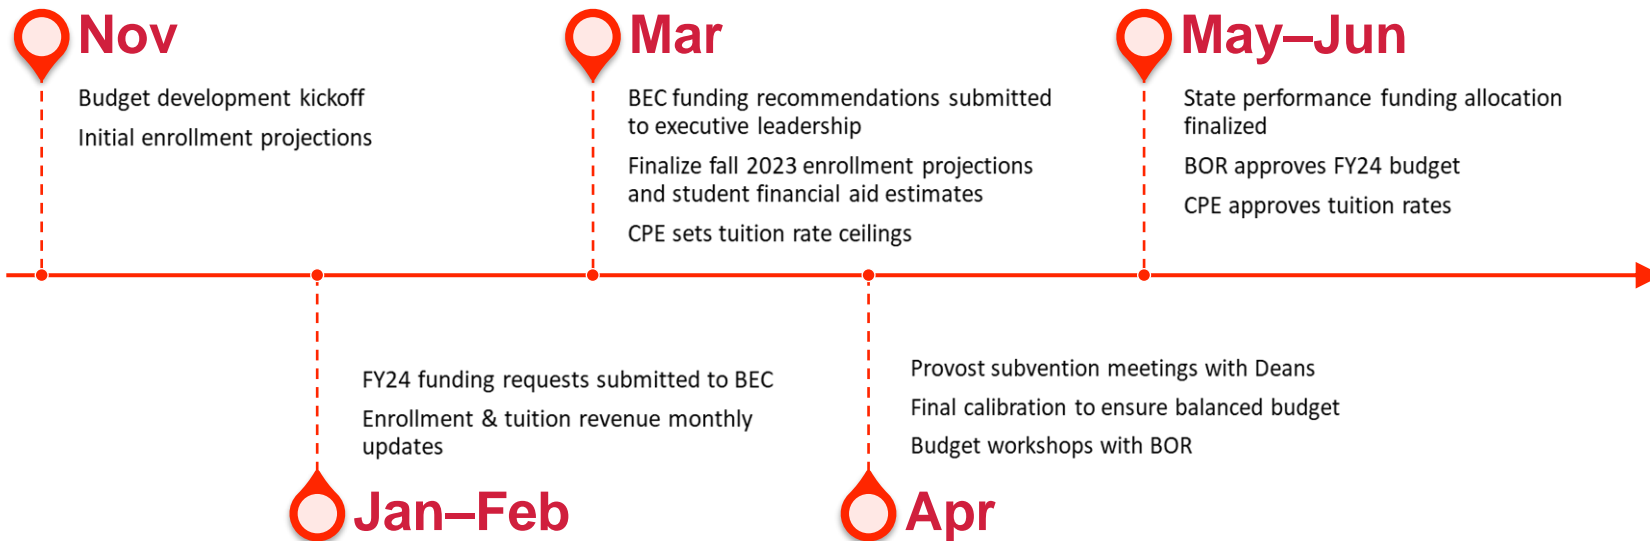 Nov
Budget development kickoff
Initial enrollment projections
Mar
BEC funding recommendations submitted
to executive leadership
Finalize fall 2023 enrollment projections
and student financial aid estimates
CPE sets tuition rate ceilings
May–Jun
State performance funding allocation
finalized
BOR approves FY24 budget
CPE approves tuition rates
FY24 funding requests submitted to BEC
Enrollment & tuition revenue monthly
updates
Jan–Feb
Provost subvention meetings with Deans
Final calibration to ensure balanced budget
Budget workshops with BOR
Apr